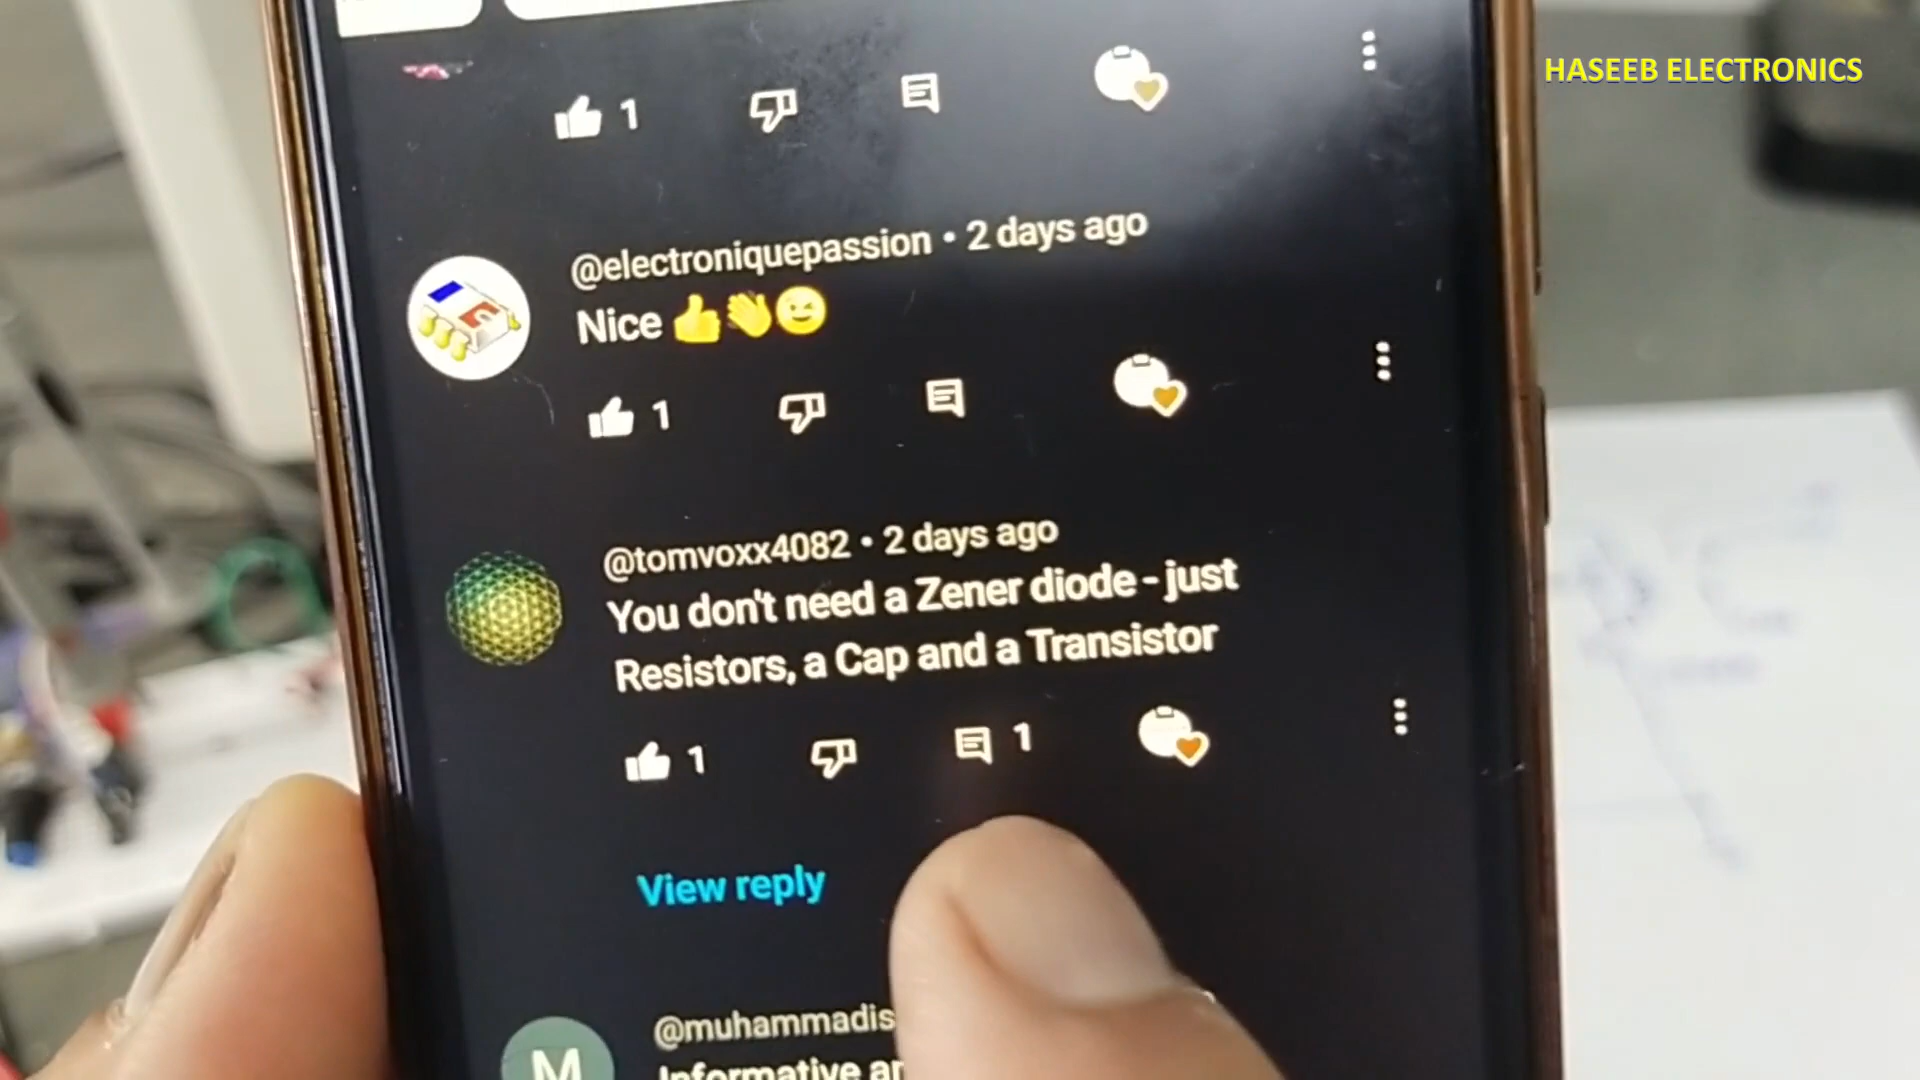 HASEEB ELECTRONICS
1
@electroniquepassion • 2 days ago
Nice 👍👏😉
1
@tomvoxx4082 • 2 days ago
You don't need a Zener diode - just
Resistors, a Cap and a Transistor
1 1
View reply
M
@muhammadis
Informative